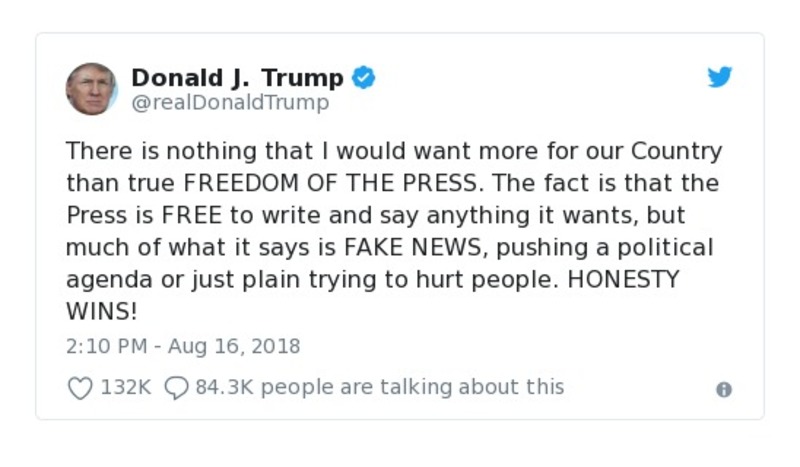 Donald J. Trump
@realDonaldTrump
There is nothing that I would want more for our Country
than true FREEDOM OF THE PRESS. The fact is that the
Press is FREE to write and say anything it wants, but
much of what it says is FAKE NEWS, pushing a political
agenda or just plain trying to hurt people. HONESTY
WINS!
2:10 PM - Aug 16, 2018
132K 84.3K people are talking about this